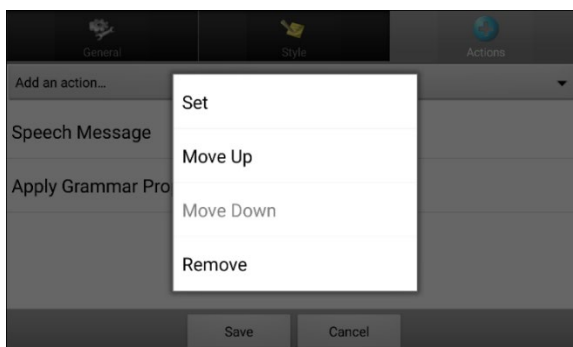 General
Style
Actions
Add an action...
Speech Message
Apply Grammar Pro
Set
Move Up
Move Down
Remove
Save
Cancel